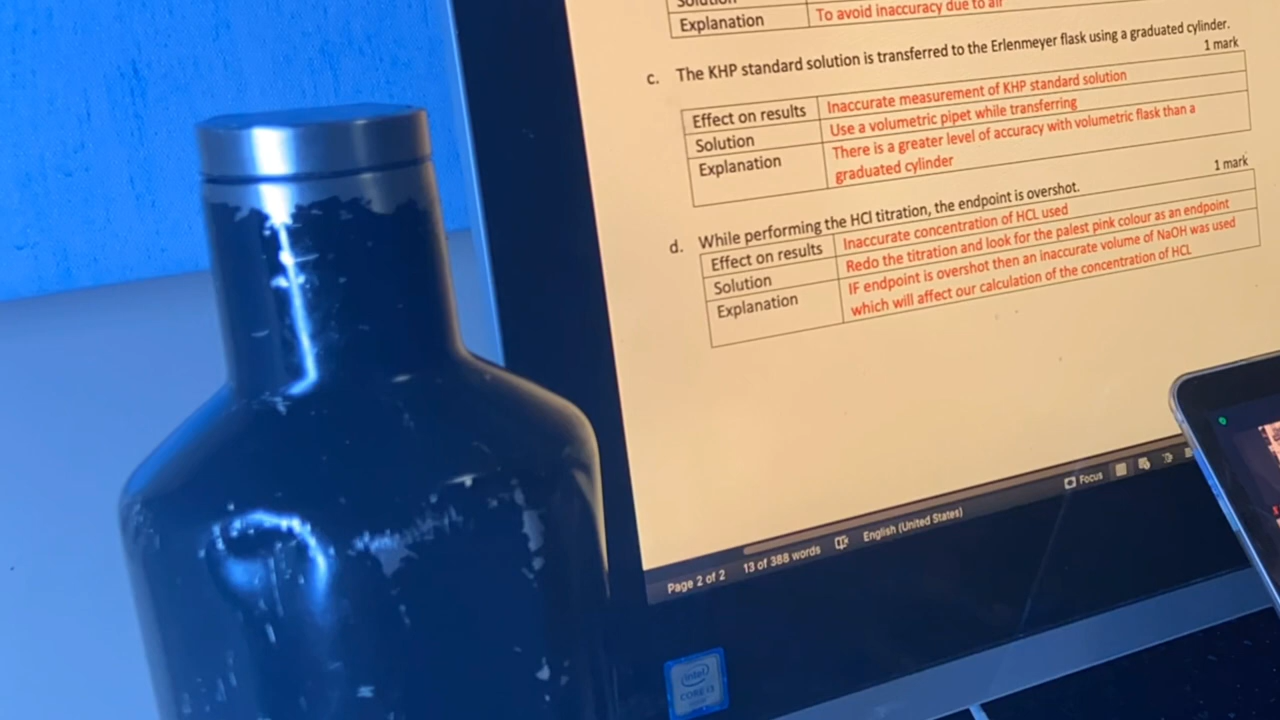 Solution
Explanation To avoid inaccuracy due to air
c. The KHP standard solution is transferred to the Erlenmeyer flask using a graduated cylinder.
1 mark
Effect on results Inaccurate measurement of KHP standard solution
Solution Use a volumetric pipet while transferring
Explanation There is a greater level of accuracy with volumetric flask than a
graduated cylinder
1 mark
d. While performing the HCl titration, the endpoint is overshot.
Effect on results Inaccurate concentration of HCL used
Solution Redo the titration and look for the palest pink colour as an endpoint
Explanation IF endpoint is overshot then an inaccurate volume of NaOH was used
which will affect our calculation of the concentration of HCL
Focus
Page 2 of 2 13 of 388 words English (United States)
intel
CORE i3